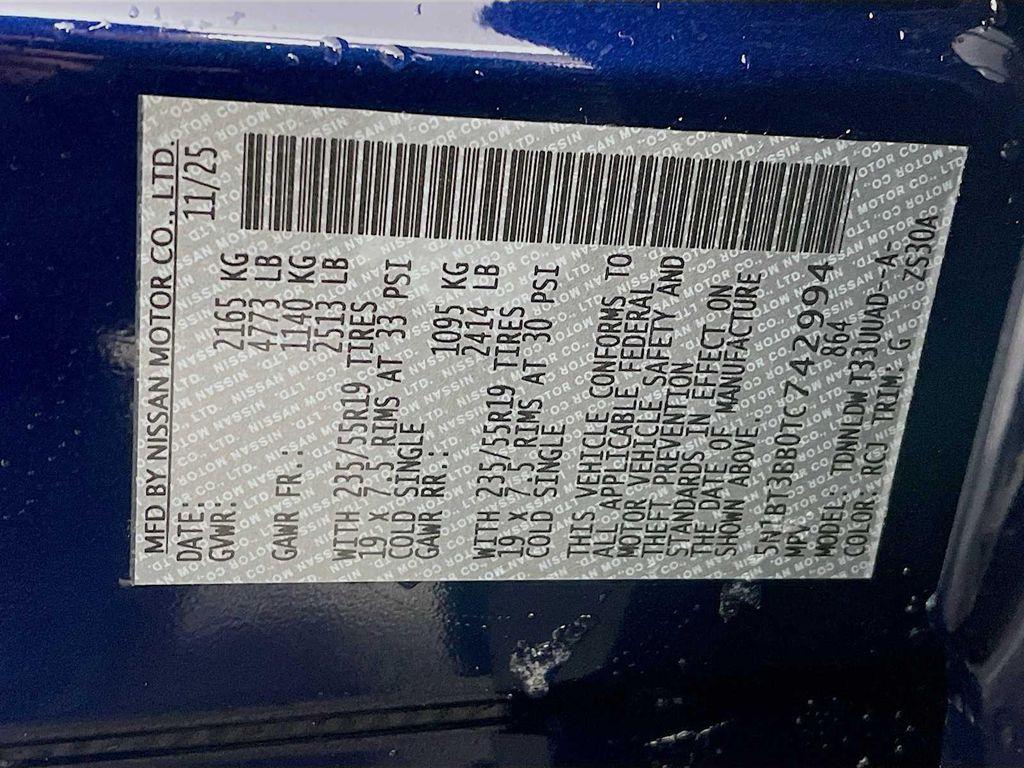 MFD BY NISSAN MOTOR CO., LTD.
DATE: 11/25
GVWR: 2165 KG
4773 LB
GAWR FR.: 1140 KG
2513 LB
WITH 235/55R19 TIRES
19 X 7.5 RIMS AT 33 PSI
COLD SINGLE
GAWR RR.: 1095 KG
2414 LB
WITH 235/55R19 TIRES
19 X 7.5 RIMS AT 30 PSI
COLD SINGLE
THIS VEHICLE CONFORMS TO
ALL APPLICABLE FEDERAL
MOTOR VEHICLE SAFETY AND
THEFT PREVENTION
STANDARDS IN EFFECT ON
THE DATE OF MANUFACTURE
SHOWN ABOVE.
5N1BT3BB0TC742994
MPV 864
MODEL: TDNNLDWT33UUAD-A-
COLOR: RCJ TRIM: G ZS30A